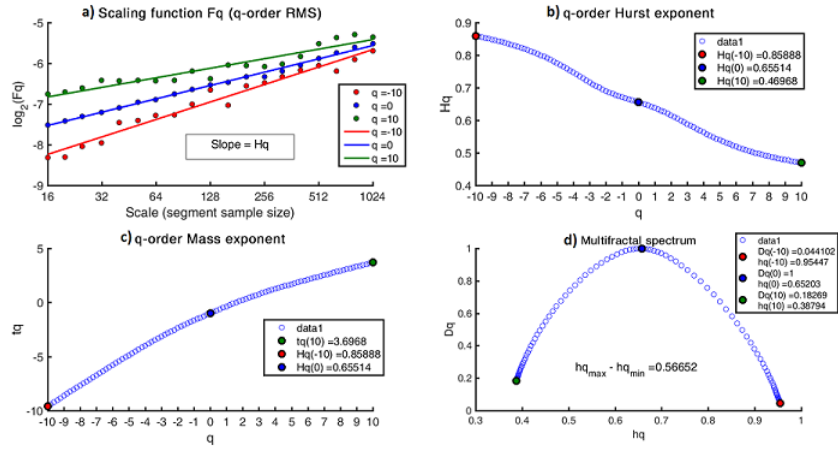 a) Scaling function Fq (q-order RMS)
log2(Fq)
-5
-6
-7
-8
-9
q =-10
q =0
q =10
q =-10
q =0
q =10
Slope = Hq
16 32 64 128 256 512 1024
Scale (segment sample size)
b) q-order Hurst exponent
Hq
0.9
0.8
0.7
0.6
0.5
0.4
data1
Hq(-10) =0.85888
Hq(0) =0.65514
Hq(10) =0.46968
-10 -9 -8 -7 -6 -5 -4 -3 -2 -1 0 1 2 3 4 5 6 7 8 9 10
q
c) q-order Mass exponent
tq
5
0
-5
-10
data1
tq(10) =3.6968
Hq(-10) =0.85888
Hq(0) =0.65514
-10 -9 -8 -7 -6 -5 -4 -3 -2 -1 0 1 2 3 4 5 6 7 8 9 10
q
d) Multifractal spectrum
Dq
1
0.8
0.6
0.4
0.2
0
data1
Dq(-10) =0.044102
hq(-10) =0.95447
Dq(0) =1
hq(0) =0.65203
Dq(10) =0.18269
hq(10) =0.38794
hqmax - hqmin =0.56652
0.3 0.4 0.5 0.6 0.7 0.8 0.9 1
hq